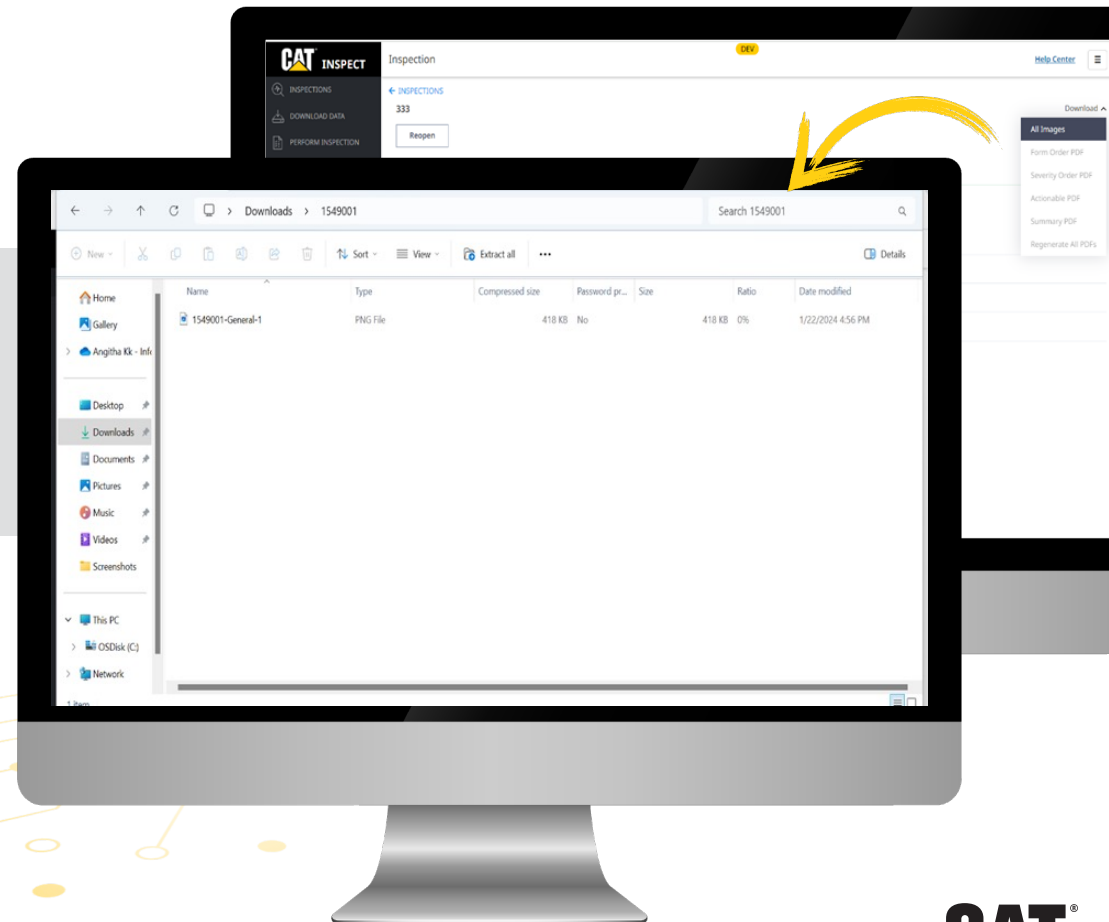 CAT INSPECT
Inspection
DEV
Help Center
INSPECTIONS
DOWNLOAD DATA
PERFORM INSPECTION
← INSPECTIONS
333
Reopen
Download
All Images
Form Order PDF
Severity Order PDF
Actionable PDF
Summary PDF
Regenerate All PDFs
Downloads > 1549001
Search 1549001
New
Sort
View
Extract all
Details
Name Type Compressed size Password pr... Size Ratio Date modified
1549001-General-1 PNG File 418 KB No 418 KB 0% 1/22/2024 4:56 PM
Home
Gallery
Angitha Kk - Info
Desktop
Downloads
Documents
Pictures
Music
Videos
Screenshots
This PC
OSDisk (C:)
Network
1 item
CAT®